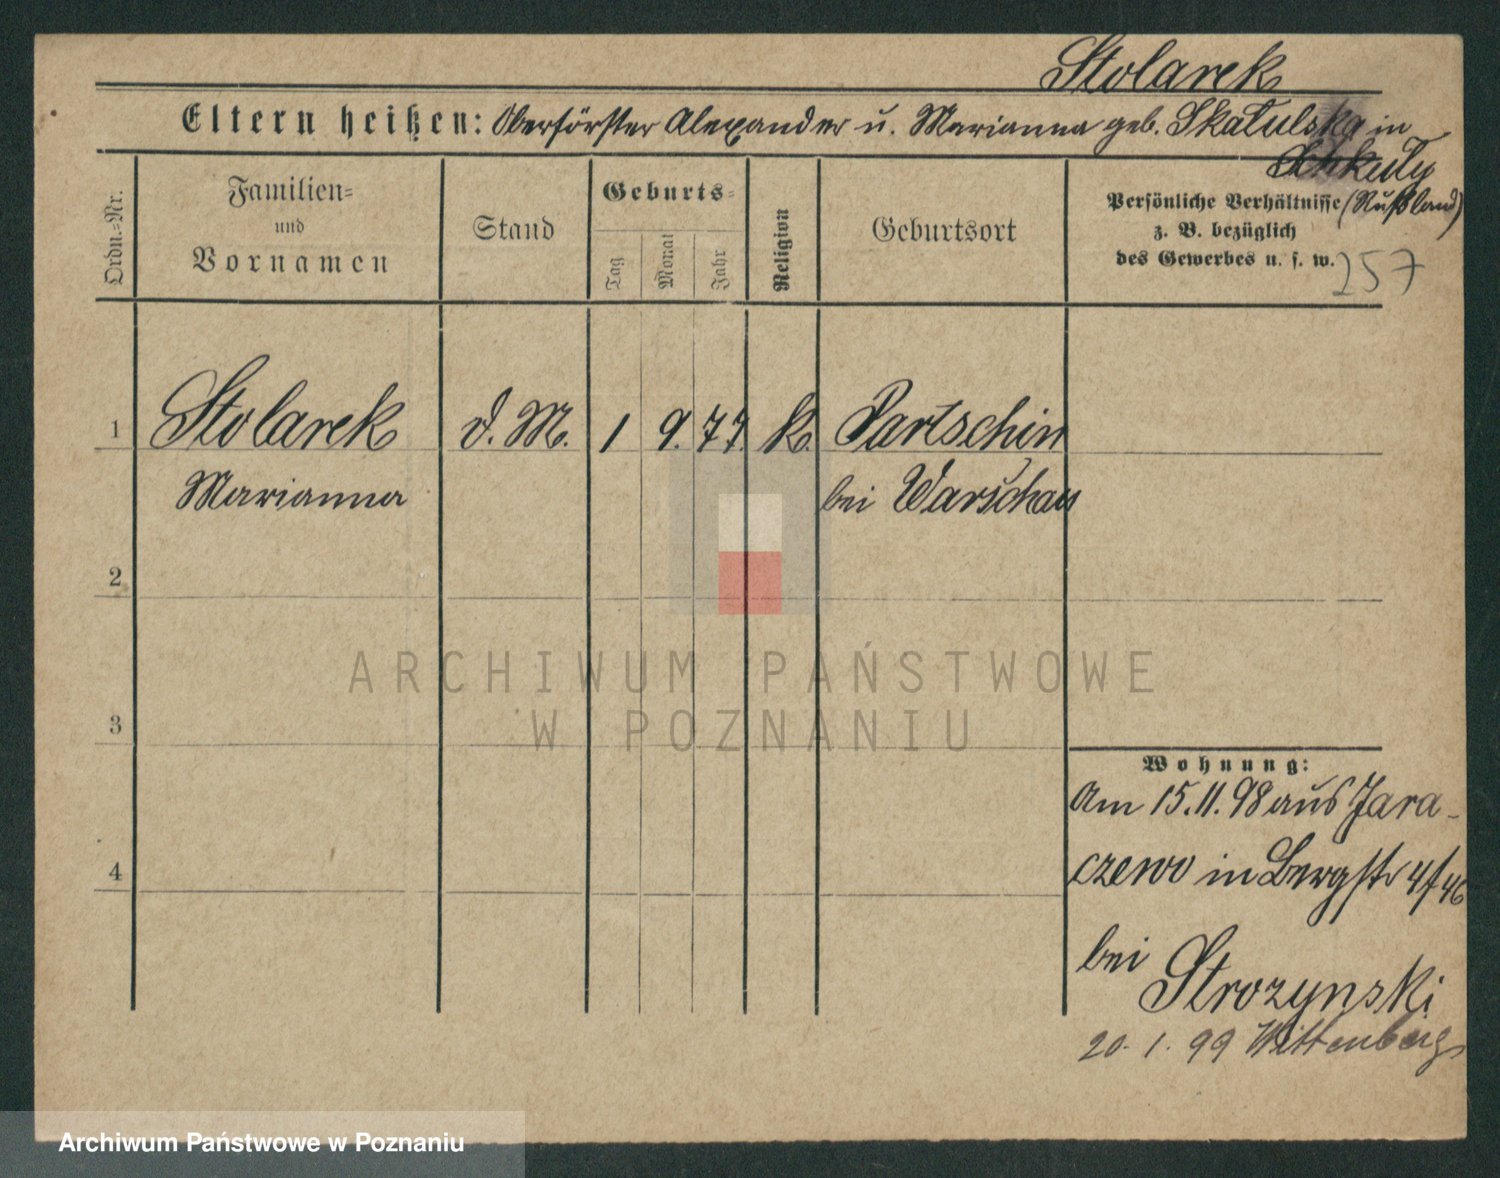 Stolarek
Eltern heißen: Oberförster Alexander u. Marianna geb. Skatulska in
(Rußland)
Ordn.-Nr.
Familien-
und
Vornamen
Stand
Geburts-
Tag
Monat
Jahr
Religion
Geburtsort
Persönliche Verhältnisse
z. B. bezüglich
des Gewerbes u. s. w.
257
1
Stolarek
d. M.
1
9.
77.
k.
Partschin
Marianna
bei Warschau
2
3
4
ARCHIWUM PAŃSTWOWE
W POZNANIU
Wohnung:
Am 15.11.98 aus Jara-
czewo in Bergstr
bei
Strozynski
20. 1. 99 Wittenberg
Archiwum Państwowe w Poznaniu